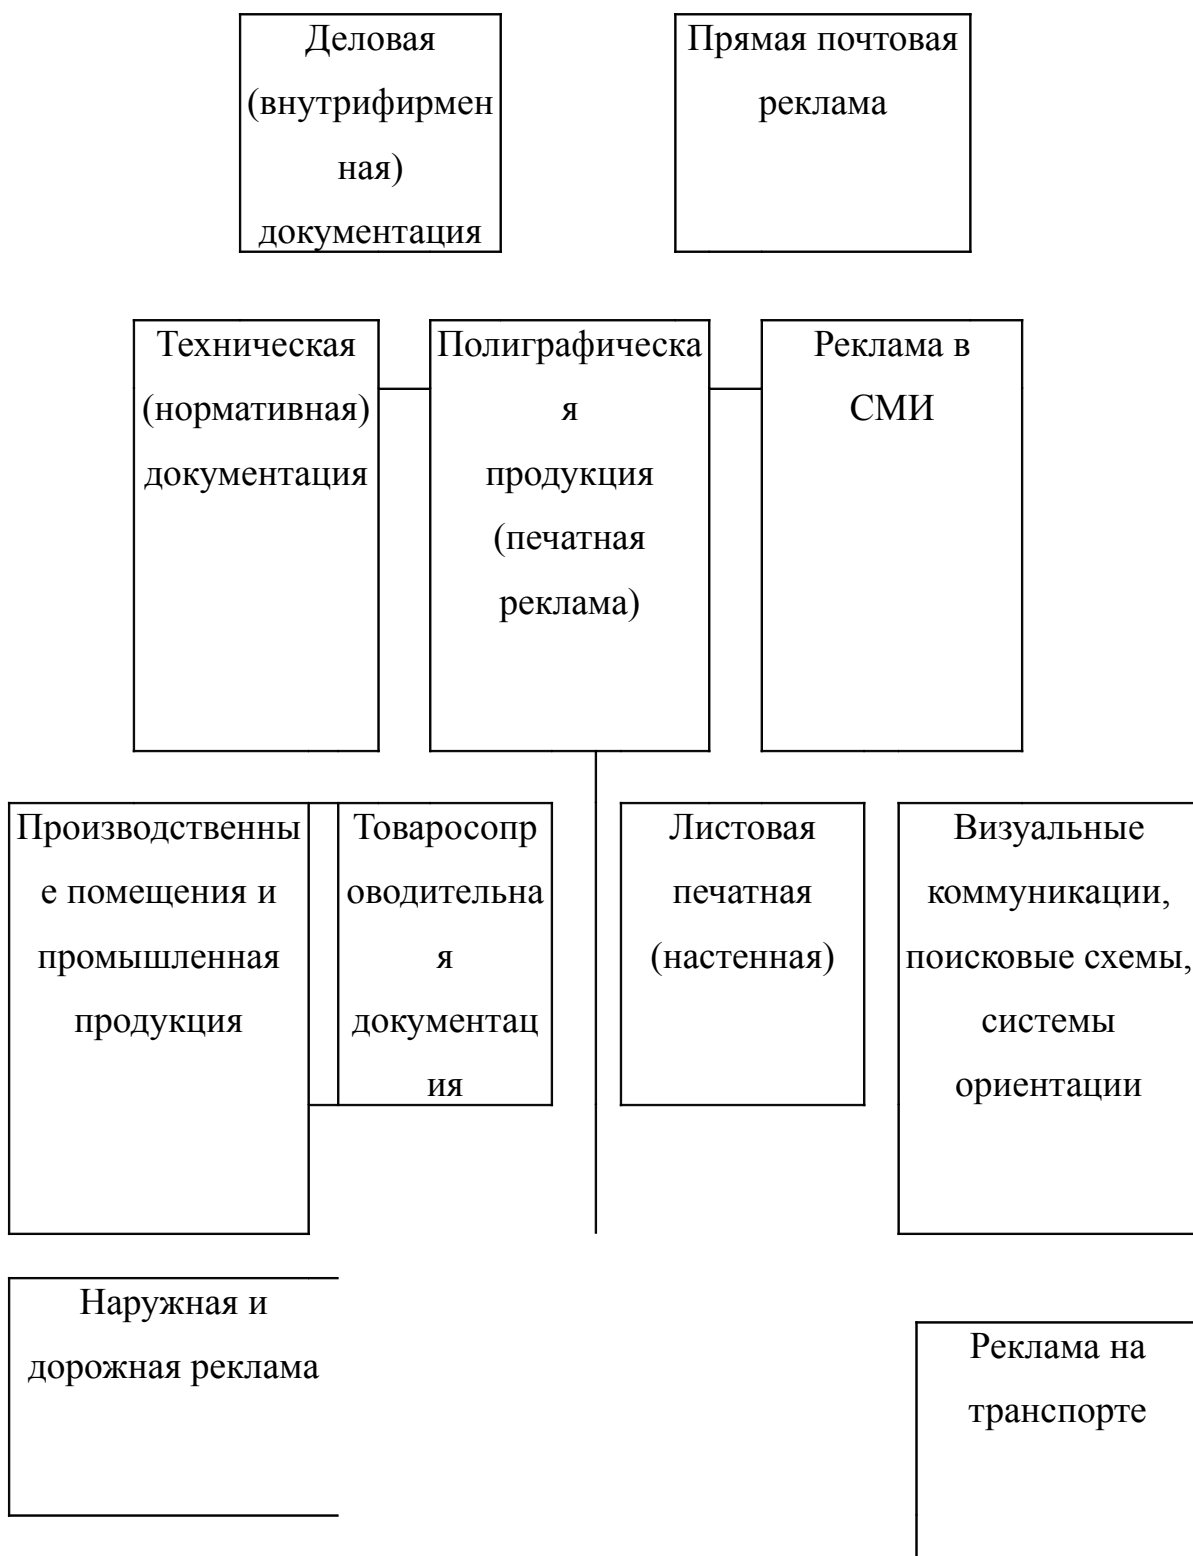 Деловая
(внутрифирмен
ная)
документация
Прямая почтовая
реклама
Техническая
(нормативная)
документация
Полиграфическа
я
продукция
(печатная
реклама)
Реклама в
СМИ
Производственны
е помещения и
промышленная
продукция
Товаросопр
оводительна
я
документац
ия
Листовая
печатная
(настенная)
Визуальные
коммуникации,
поисковые схемы,
системы
ориентации
Наружная и
дорожная реклама
Реклама на
транспорте